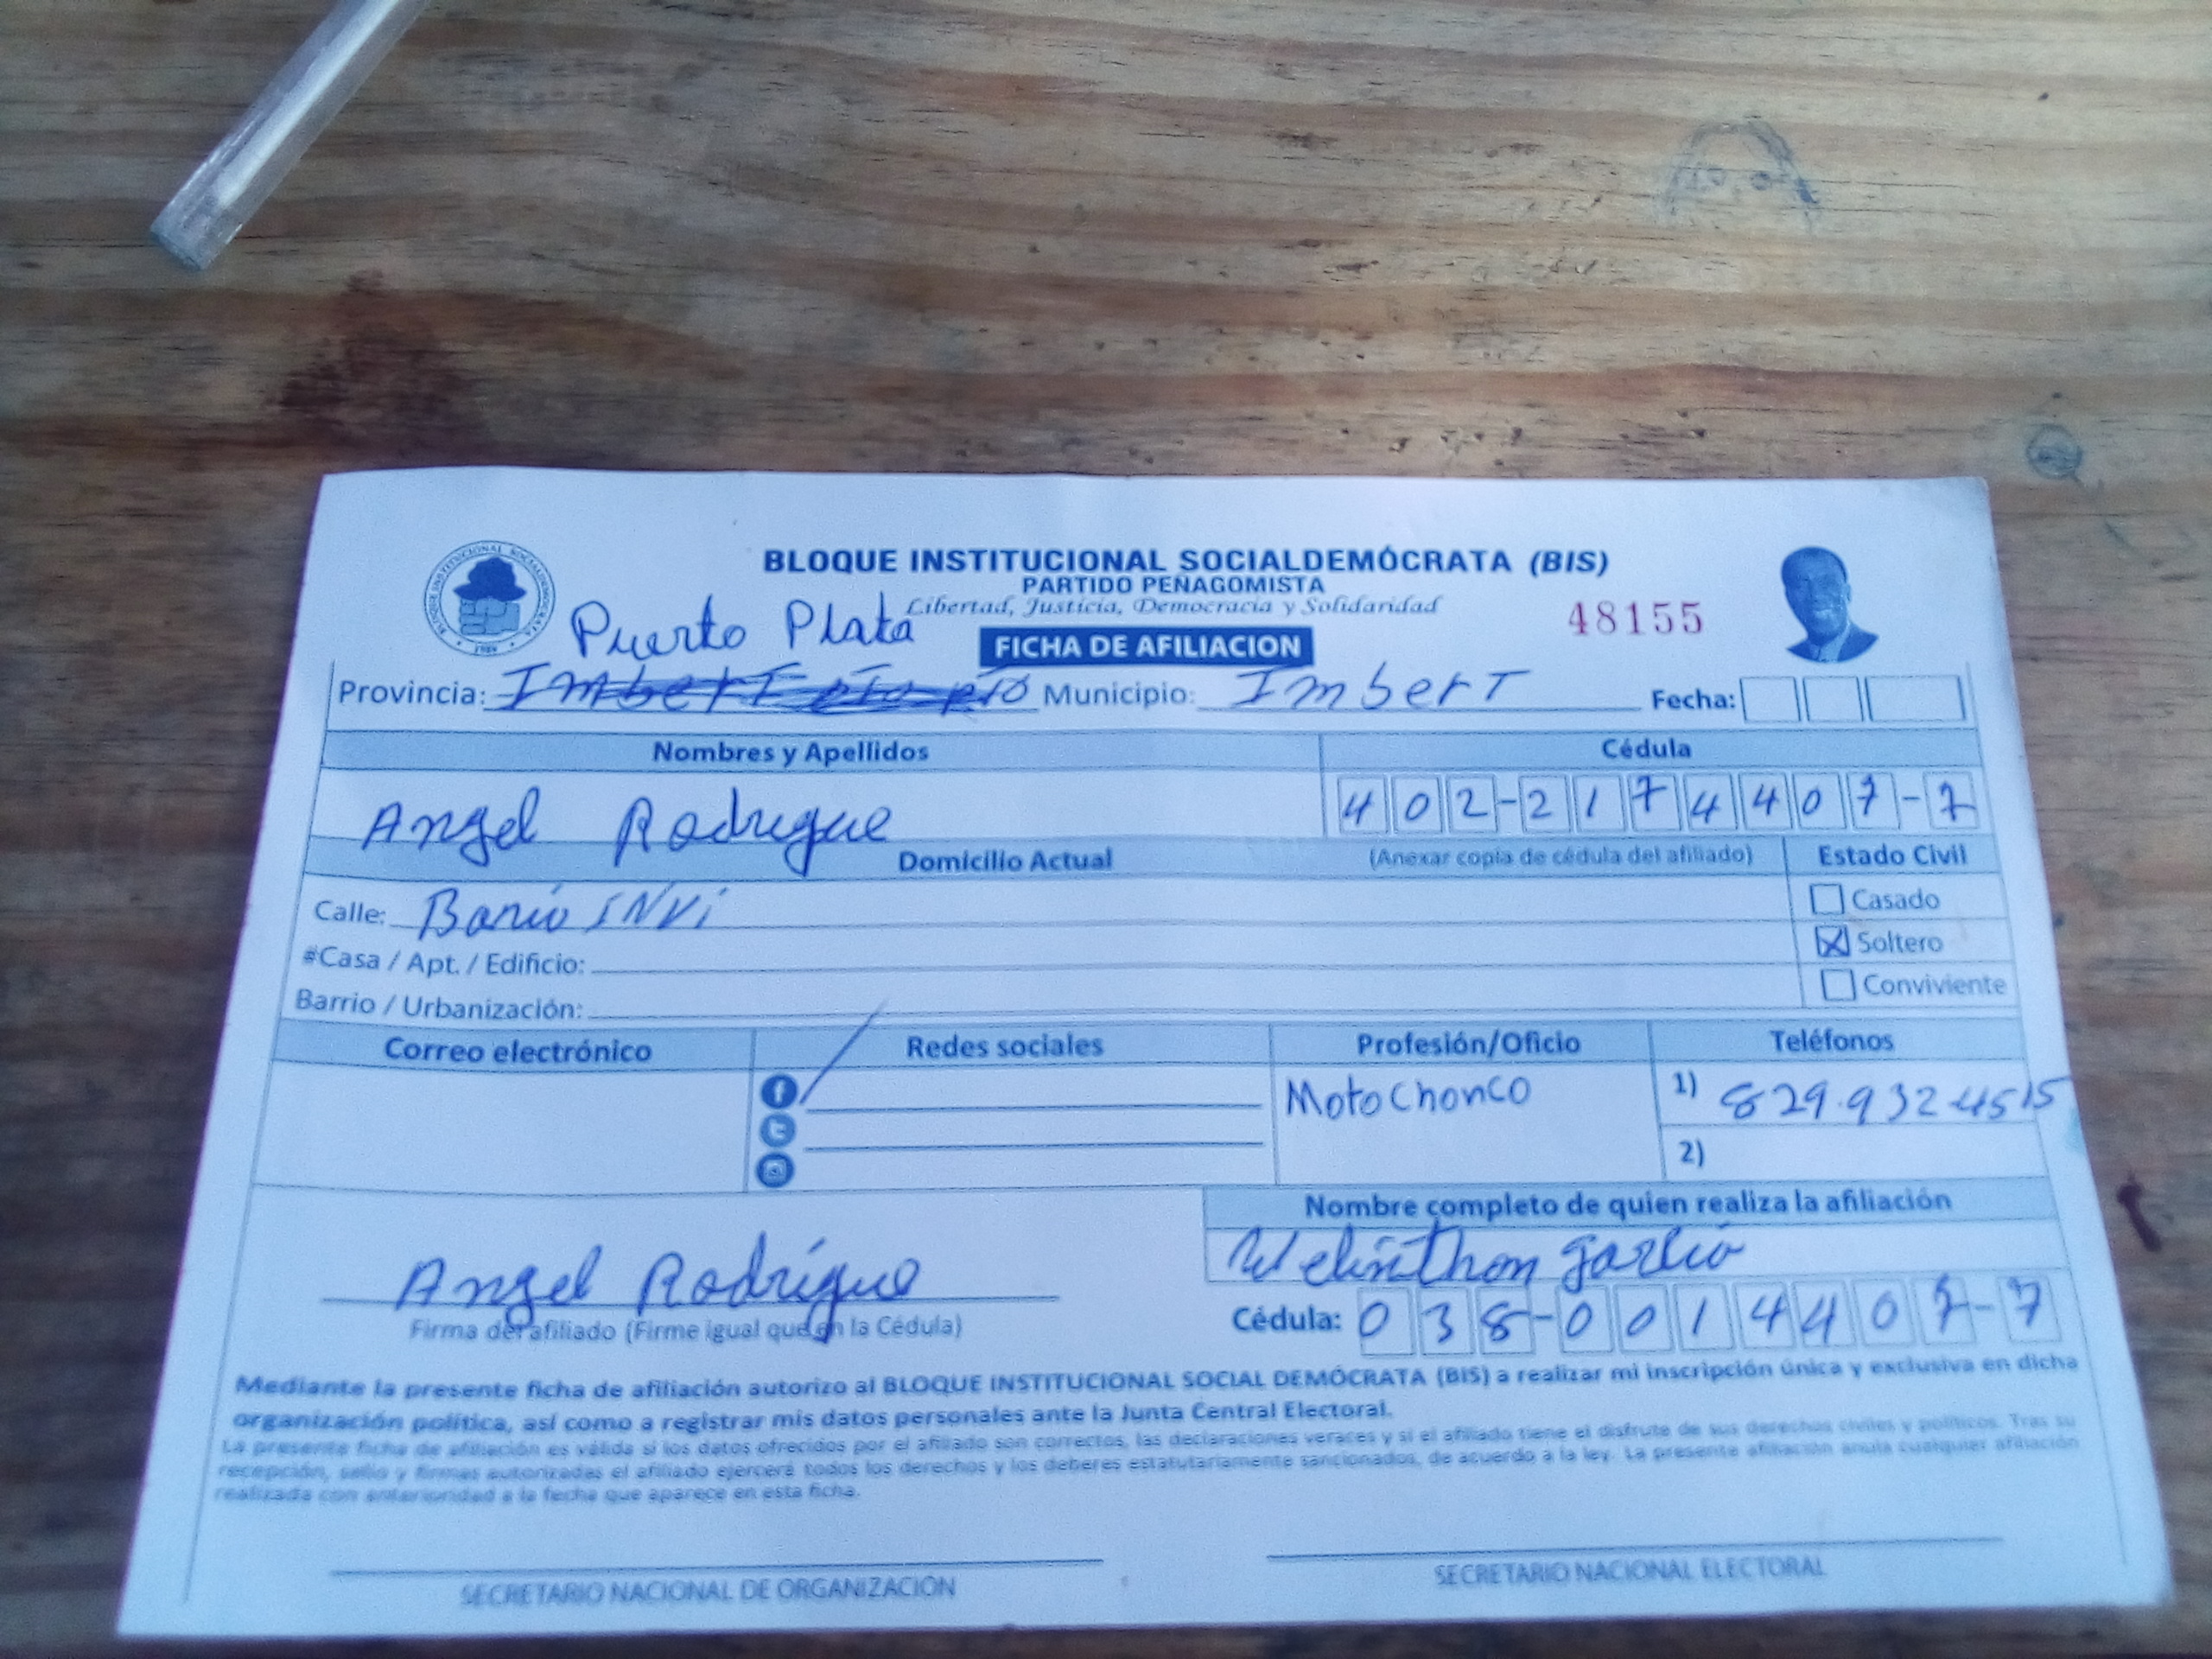 BLOQUE INSTITUCIONAL SOCIALDEMÓCRATA (BIS)
PARTIDO PEÑAGOMISTA
Libertad, Justicia, Democracia y Solidaridad
48155
Puerto Plata
FICHA DE AFILIACION
Provincia: Imbert Municipio: Imbert Fecha:
Nombres y Apellidos Cédula
Angel Rodrigue 402-2174407-7
Domicilio Actual (Anexar copia de cédula del afiliado) Estado Civil
Calle: Barrio INVi Casado
#Casa / Apt. / Edificio: Soltero
Barrio / Urbanización: Conviviente
Correo electrónico Redes sociales Profesión/Oficio Teléfonos
Motochonco 1) 829.932-4515
2)
Nombre completo de quien realiza la afiliación
Welinthon
Angel Rodrigue
Firma del afiliado (Firme igual que en la Cédula) Cédula: 038-0014407-7
Mediante la presente ficha de afiliación autorizo al BLOQUE INSTITUCIONAL SOCIAL DEMÓCRATA (BIS) a realizar mi inscripción única y exclusiva en dicha
organización política, así como a registrar mis datos personales ante la Junta Central Electoral.
La presente ficha de afiliación es válida si los datos ofrecidos por el afiliado son correctos, las declaraciones veraces y si el afiliado tiene el disfrute de sus derechos civiles y políticos. Tras su
recepción, sello y firmas autorizadas el afiliado ejercerá todos los derechos y los deberes estatutariamente sancionados, de acuerdo a la ley. La presente afiliación anula cualquier afiliación
realizada con anterioridad a la fecha que aparece en esta ficha.
SECRETARIO NACIONAL DE ORGANIZACIÓN SECRETARIO NACIONAL ELECTORAL